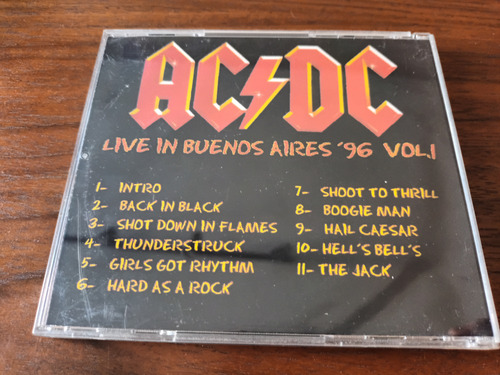 AC⚡DC
LIVE IN BUENOS AIRES '96 VOL.1
1- INTRO
2- BACK IN BLACK
3- SHOT DOWN IN FLAMES
4- THUNDERSTRUCK
5- GIRLS GOT RHYTHM
6- HARD AS A ROCK
7- SHOOT TO THRILL
8- BOOGIE MAN
9- HAIL CAESAR
10- HELL'S BELL'S
11- THE JACK